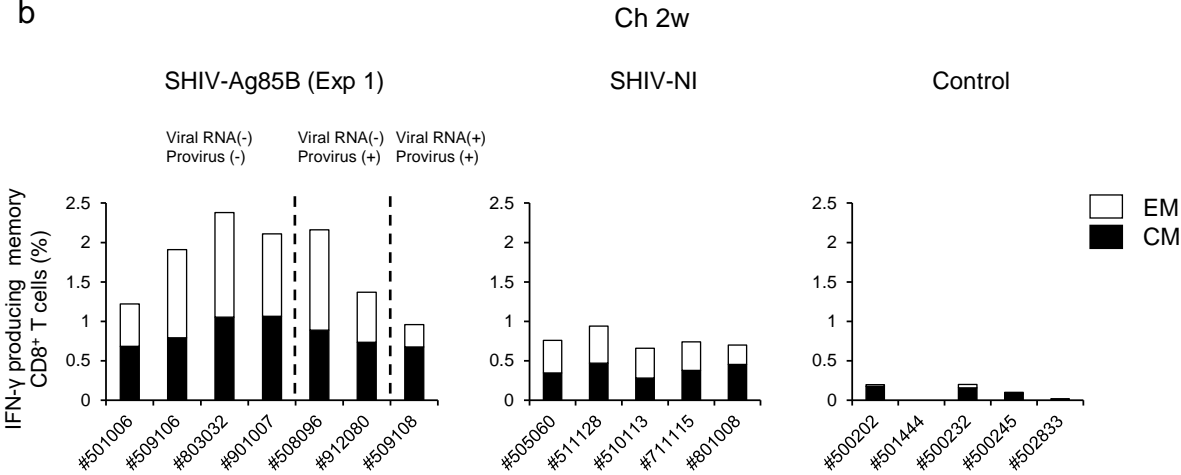 b
Ch 2w
SHIV-Ag85B (Exp 1)
SHIV-NI
Control
Viral RNA(-)
Provirus (-)
Viral RNA(-)
Provirus (+)
Viral RNA(+)
Provirus (+)
IFN-γ producing memory
CD8⁺ T cells (%)
2.5
2
1.5
1
0.5
0
#501006
#509106
#803032
#901007
#508096
#912080
#509108
2.5
2
1.5
1
0.5
0
#505060
#511128
#510113
#711115
#801008
2.5
2
1.5
1
0.5
0
#500202
#501444
#500232
#500245
#502833
EM
CM